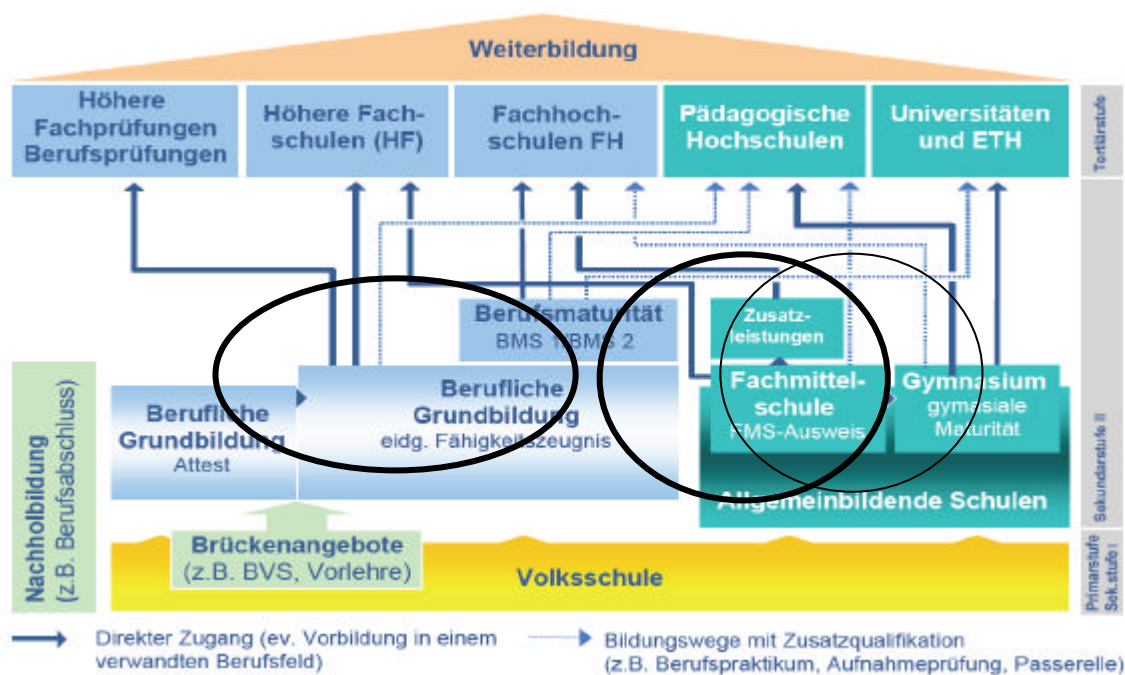 Weiterbildung
Höhere
Fachprüfungen
Berufsprüfungen
Höhere Fach-
schulen (HF)
Fachhoch-
schulen FH
Pädagogische
Hochschulen
Universitäten
und ETH
Tertiärstufe
Berufsmaturität
BMS 1/BMS 2
Zusatz-
leistungen
Berufliche
Grundbildung
Attest
Berufliche
Grundbildung
eidg. Fähigkeitszeugnis
Fachmittel-
schule
FMS-Ausweis
Gymnasium
gymasiale
Maturität
Allgemeinbildende Schulen
Sekundarstufe II
Nachholbildung
(z.B. Berufsabschluss)
Brückenangebote
(z.B. BVS, Vorlehre)
Volksschule
Primarstufe
Sek.stufe I
Direkter Zugang (ev. Vorbildung in einem
verwandten Berufsfeld)
Bildungswege mit Zusatzqualifikation
(z.B. Berufspraktikum, Aufnahmeprüfung, Passerelle)